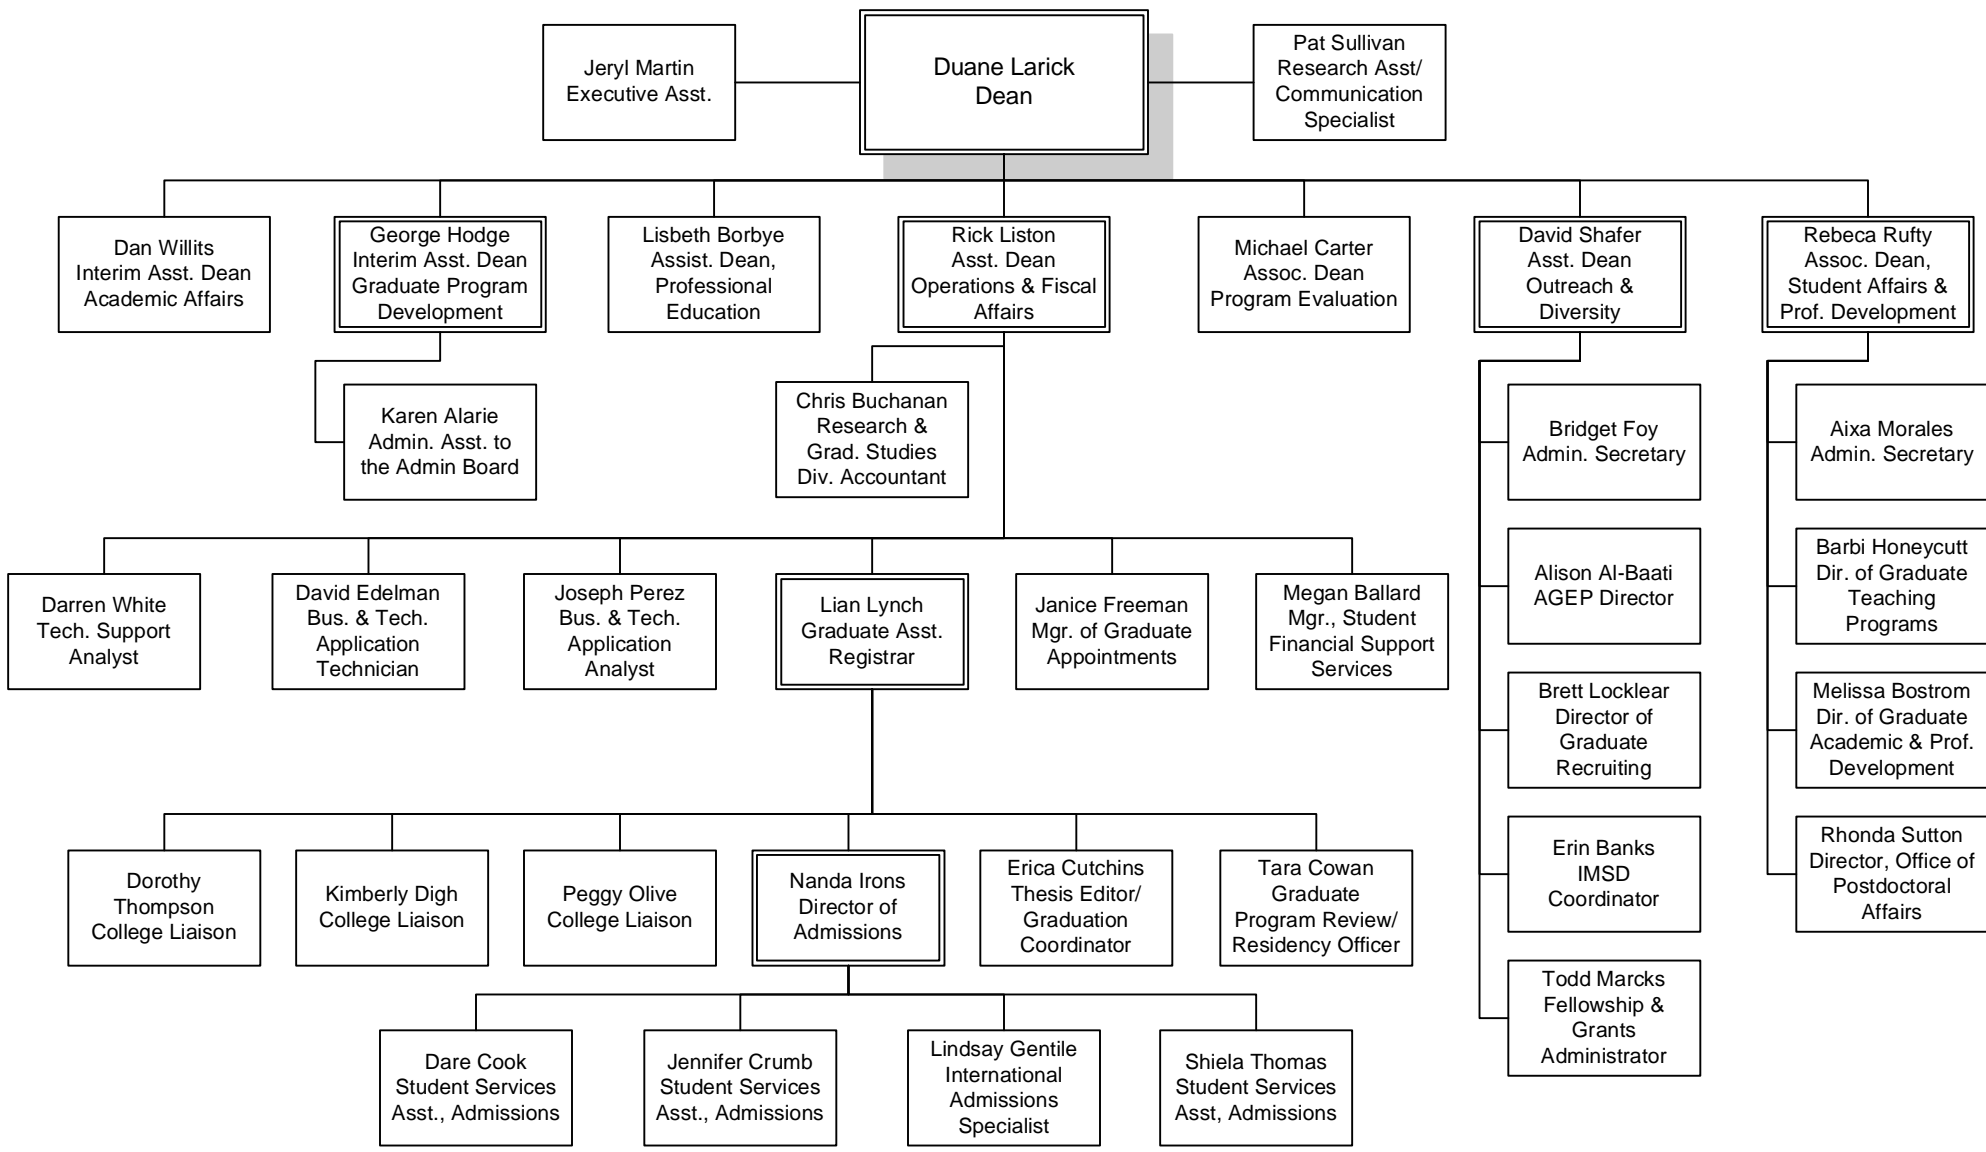 Jeryl Martin
Executive Asst.
Duane Larick
Dean
Pat Sullivan
Research Asst/
Communication
Specialist
Dan Willits
Interim Asst. Dean
Academic Affairs
George Hodge
Interim Asst. Dean
Graduate Program
Development
Lisbeth Borbye
Assist. Dean,
Professional
Education
Rick Liston
Asst. Dean
Operations & Fiscal
Affairs
Michael Carter
Assoc. Dean
Program Evaluation
David Shafer
Asst. Dean
Outreach &
Diversity
Rebeca Rufty
Assoc. Dean,
Student Affairs &
Prof. Development
Karen Alarie
Admin. Asst. to
the Admin Board
Chris Buchanan
Research &
Grad. Studies
Div. Accountant
Bridget Foy
Admin. Secretary
Aixa Morales
Admin. Secretary
Darren White
Tech. Support
Analyst
David Edelman
Bus. & Tech.
Application
Technician
Joseph Perez
Bus. & Tech.
Application
Analyst
Lian Lynch
Graduate Asst.
Registrar
Janice Freeman
Mgr. of Graduate
Appointments
Megan Ballard
Mgr., Student
Financial Support
Services
Alison Al-Baati
AGEP Director
Barbi Honeycutt
Dir. of Graduate
Teaching
Programs
Brett Locklear
Director of
Graduate
Recruiting
Melissa Bostrom
Dir. of Graduate
Academic & Prof.
Development
Dorothy
Thompson
College Liaison
Kimberly Digh
College Liaison
Peggy Olive
College Liaison
Nanda Irons
Director of
Admissions
Erica Cutchins
Thesis Editor/
Graduation
Coordinator
Tara Cowan
Graduate
Program Review/
Residency Officer
Erin Banks
IMSD
Coordinator
Rhonda Sutton
Director, Office of
Postdoctoral
Affairs
Dare Cook
Student Services
Asst., Admissions
Jennifer Crumb
Student Services
Asst., Admissions
Lindsay Gentile
International
Admissions
Specialist
Shiela Thomas
Student Services
Asst, Admissions
Todd Marcks
Fellowship &
Grants
Administrator